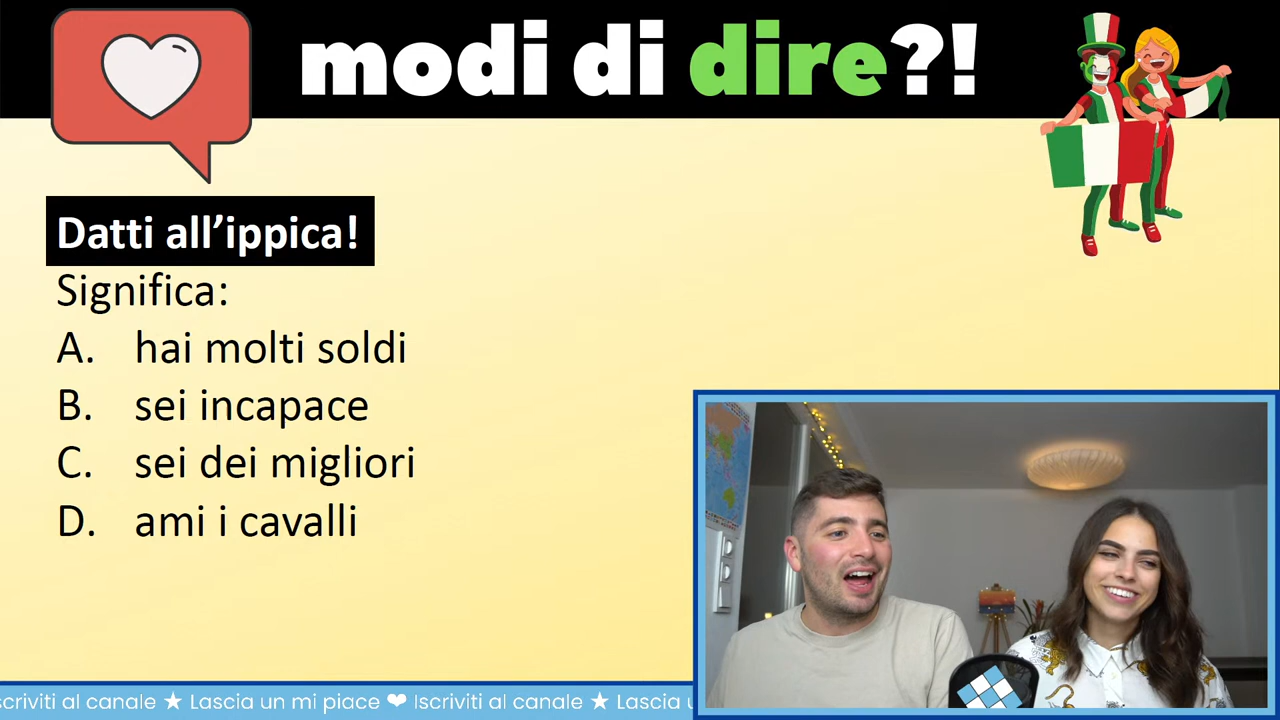 modi di dire?!
Datti all’ippica!
Significa:
A. hai molti soldi
B. sei incapace
C. sei dei migliori
D. ami i cavalli
scriviti al canale ★ Lascia un mi piace ❤ Iscriviti al canale ★ Lascia u